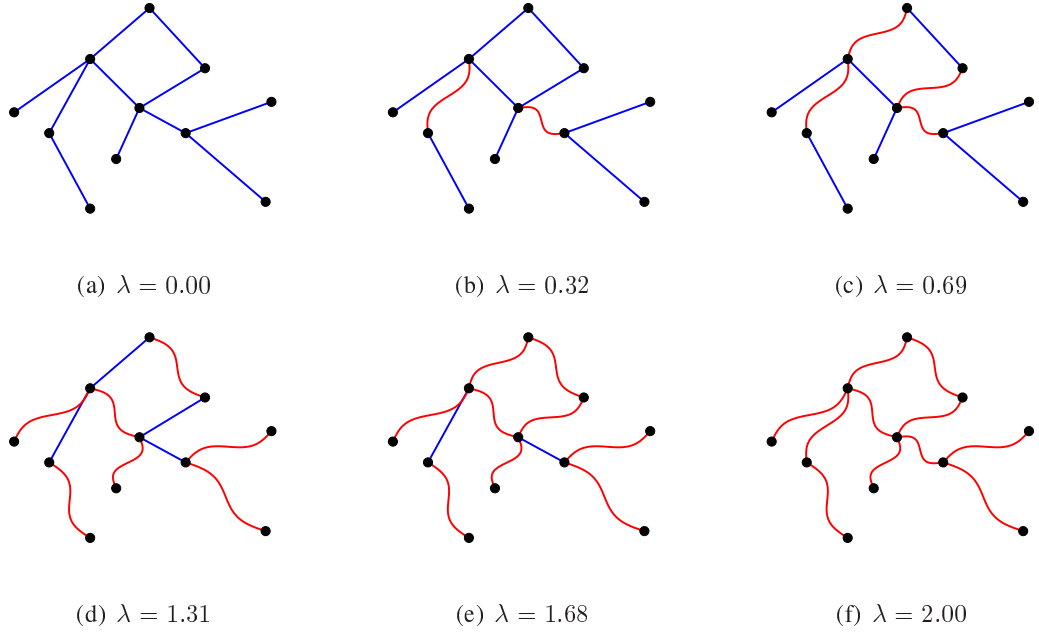 (a) λ = 0.00
(b) λ = 0.32
(c) λ = 0.69
(d) λ = 1.31
(e) λ = 1.68
(f) λ = 2.00